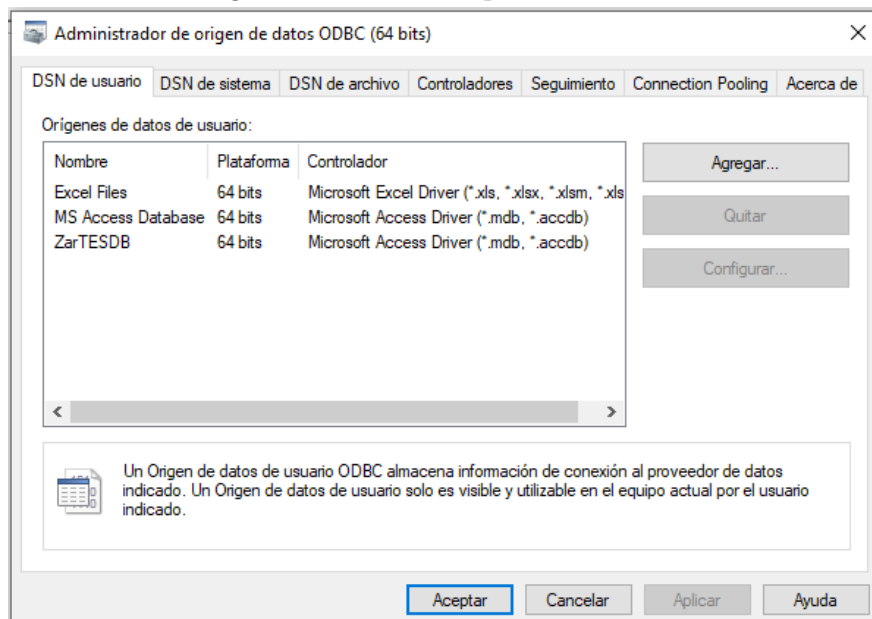 Administrador de origen de datos ODBC (64 bits)
DSN de usuario DSN de sistema DSN de archivo Controladores Seguimiento Connection Pooling Acerca de
Orígenes de datos de usuario:
Nombre Plataforma Controlador
Agregar...
Excel Files 64 bits Microsoft Excel Driver (*.xls, *.xlsx, *.xlsm, *.xls
MS Access Database 64 bits Microsoft Access Driver (*.mdb, *.accdb)
Quitar
ZarTESDB 64 bits Microsoft Access Driver (*.mdb, *.accdb)
Configurar...
Un Origen de datos de usuario ODBC almacena información de conexión al proveedor de datos
indicado. Un Origen de datos de usuario solo es visible y utilizable en el equipo actual por el usuario
indicado.
Aceptar Cancelar Aplicar Ayuda